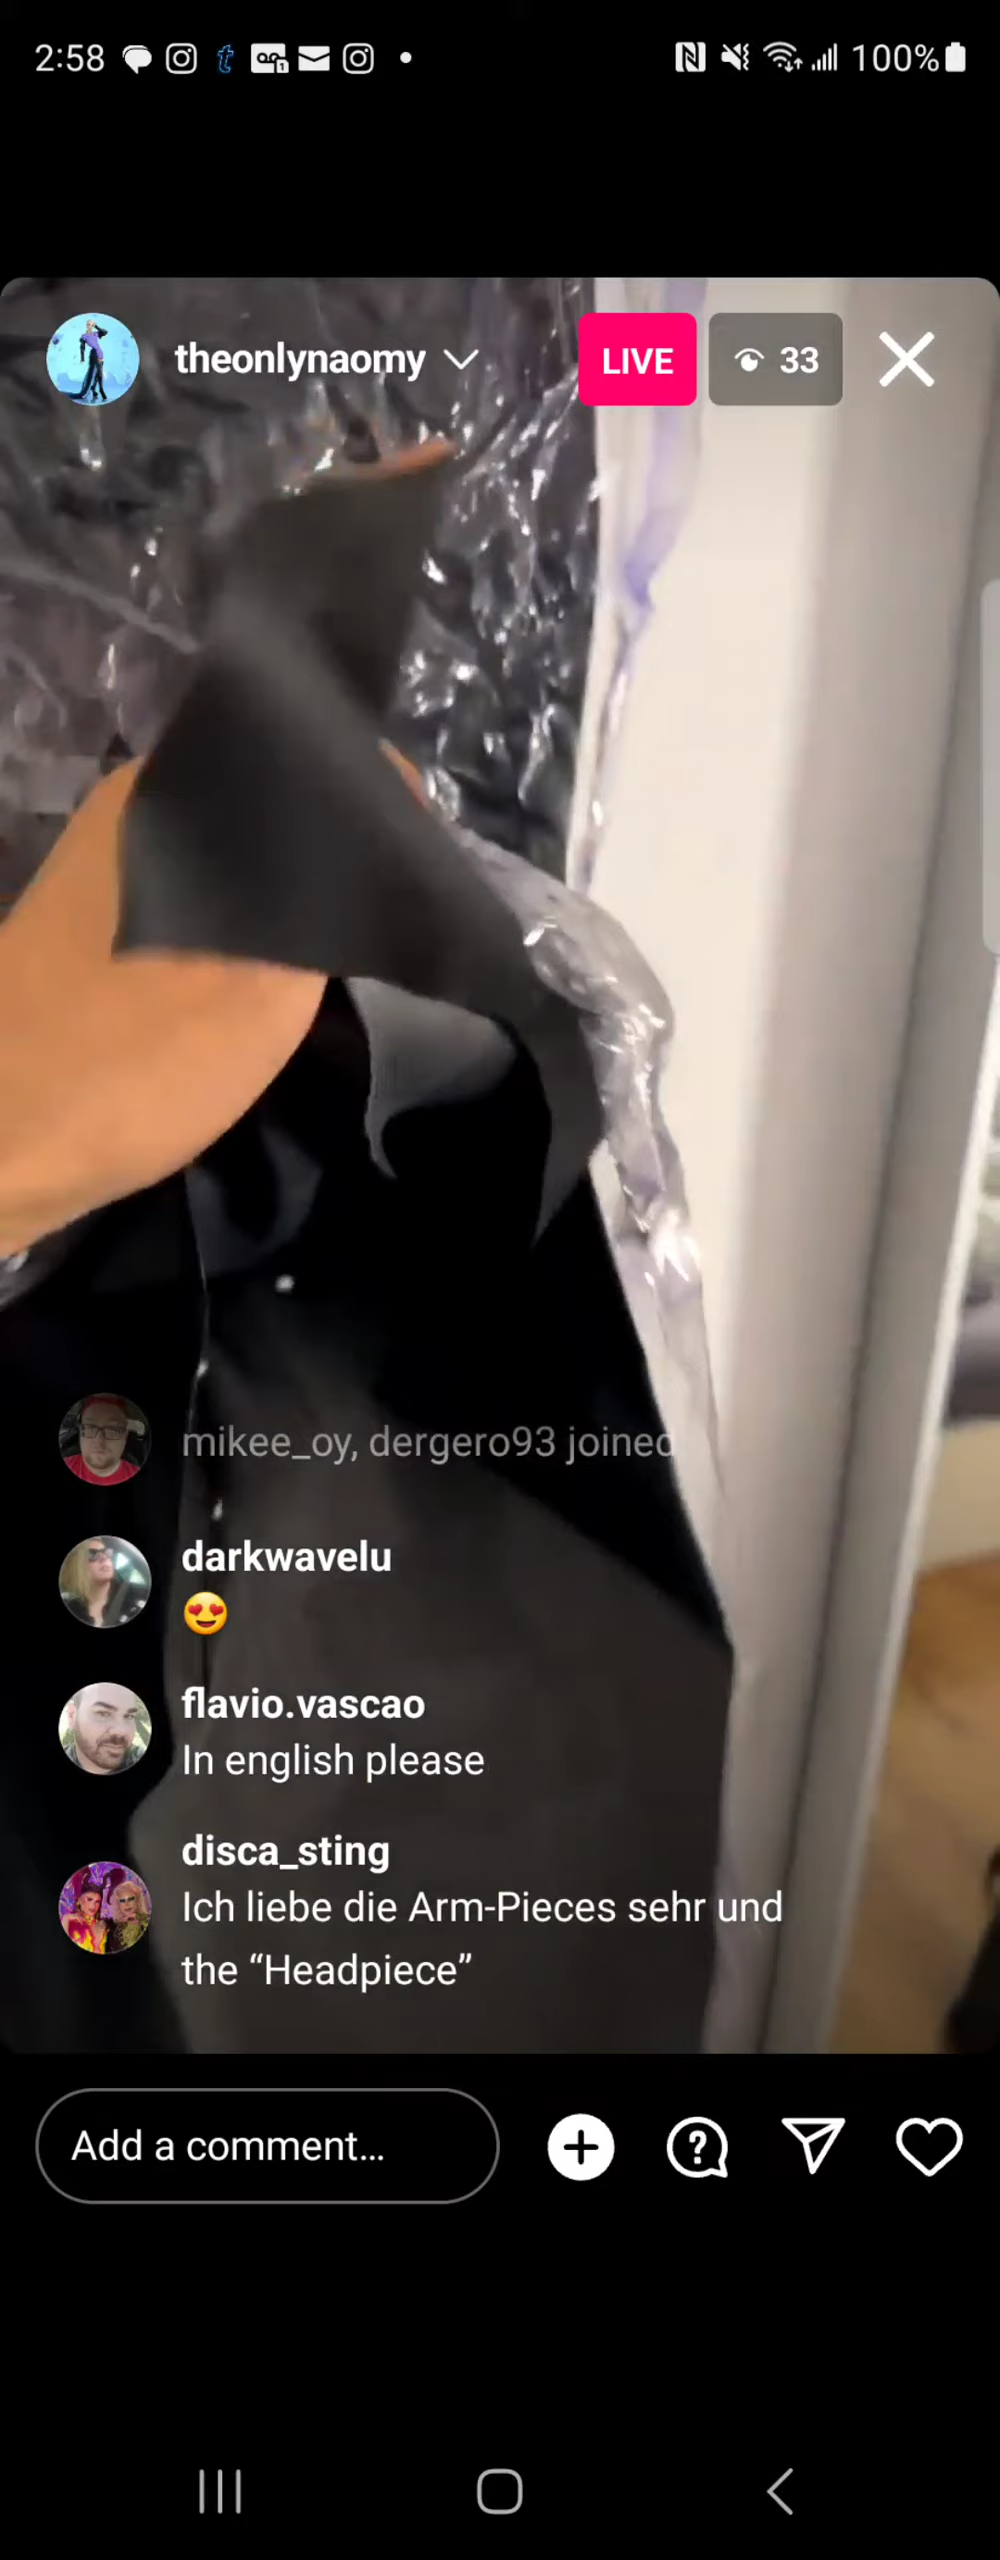 2:58 100%
theonlynaomy LIVE 33
mikee_oy, dergero93 joined
darkwavelu
😍
flavio.vascao
In english please
disca_sting
Ich liebe die Arm-Pieces sehr und
the “Headpiece”
Add a comment...